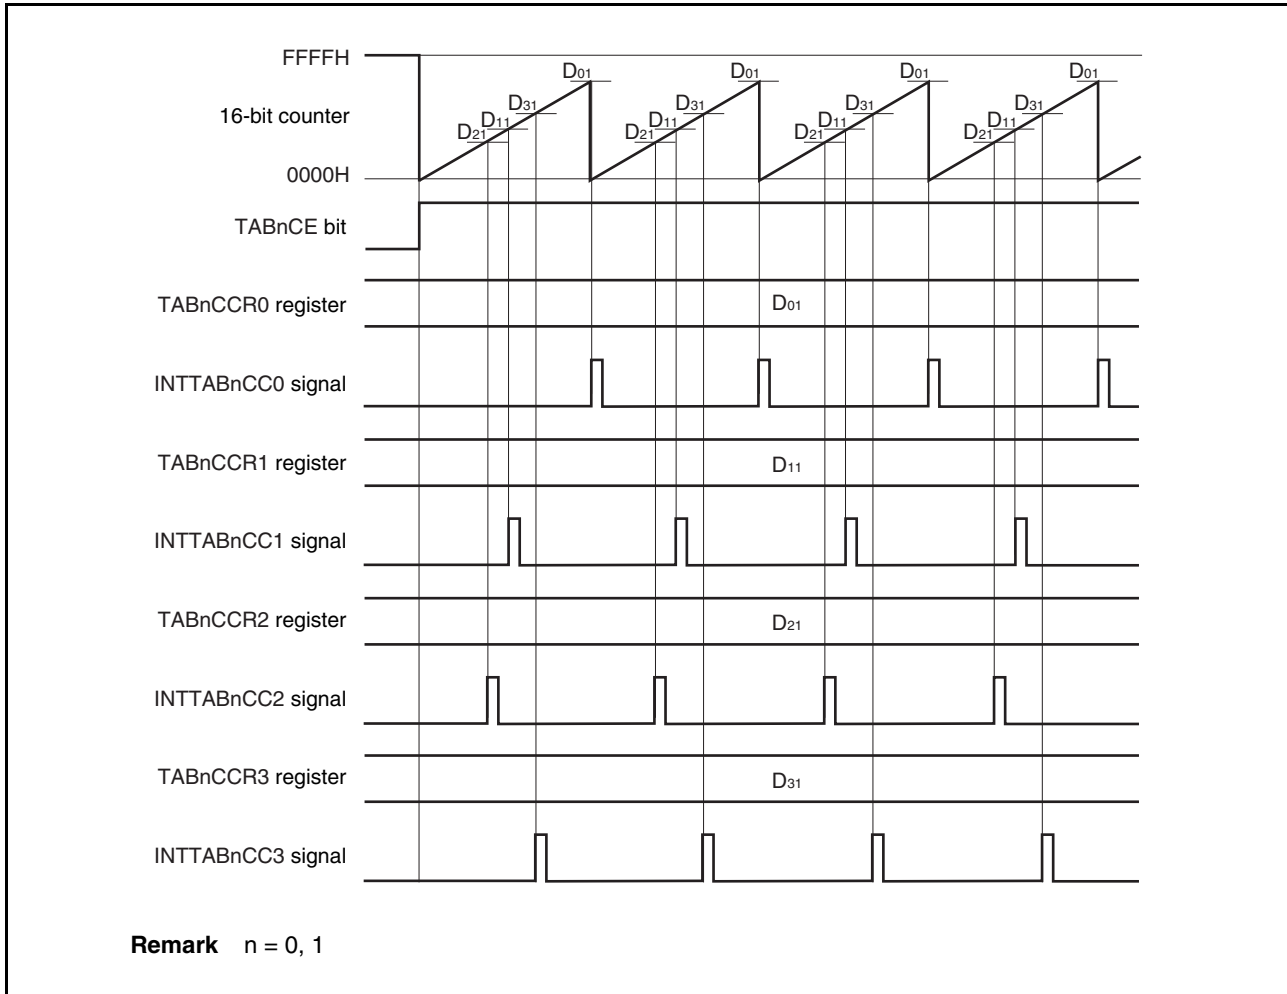 FFFFH
D01 D01 D01 D01
D31 D31 D31 D31
16-bit counter
D11 D11 D11 D11
D21 D21 D21 D21
0000H
TABnCE bit
TABnCCR0 register D01
INTTABnCC0 signal
TABnCCR1 register D11
INTTABnCC1 signal
TABnCCR2 register D21
INTTABnCC2 signal
TABnCCR3 register D31
INTTABnCC3 signal
Remark n = 0, 1